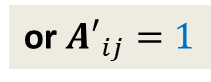 or A'ij = 1